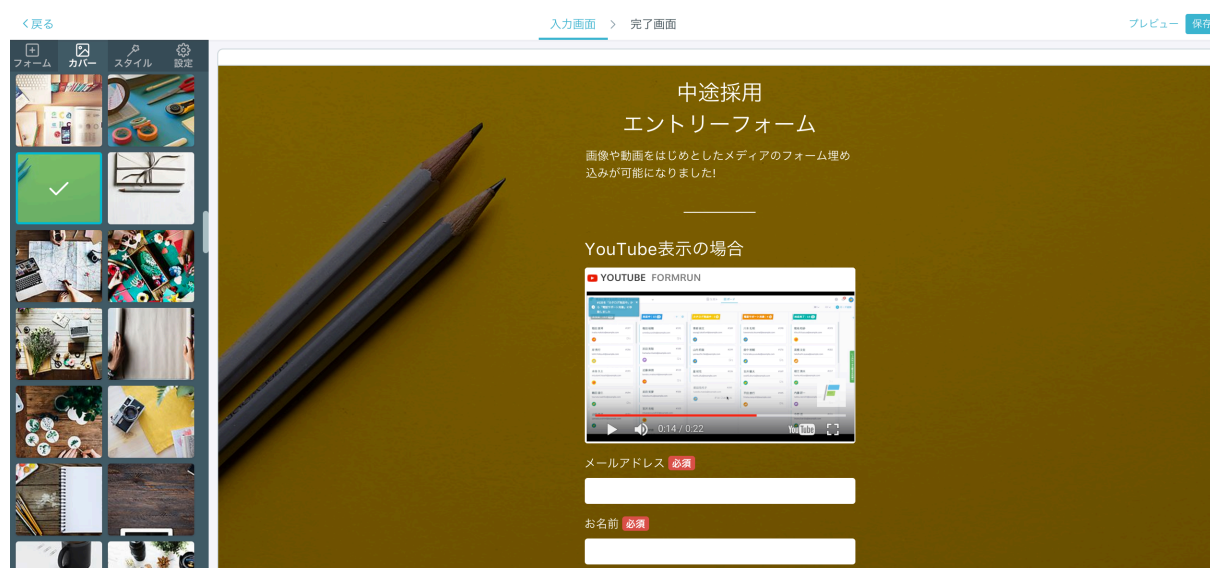 戻る
入力画面
完了画面
プレビュー
保存
フォーム
カバー
スタイル
設定
中途採用
エントリーフォーム
画像や動画をはじめとしたメディアのフォーム埋め
込みが可能になりました!
YouTube表示の場合
YOUTUBE FORMRUN
0:14 / 0:22
YouTube
メールアドレス 必須
お名前 必須